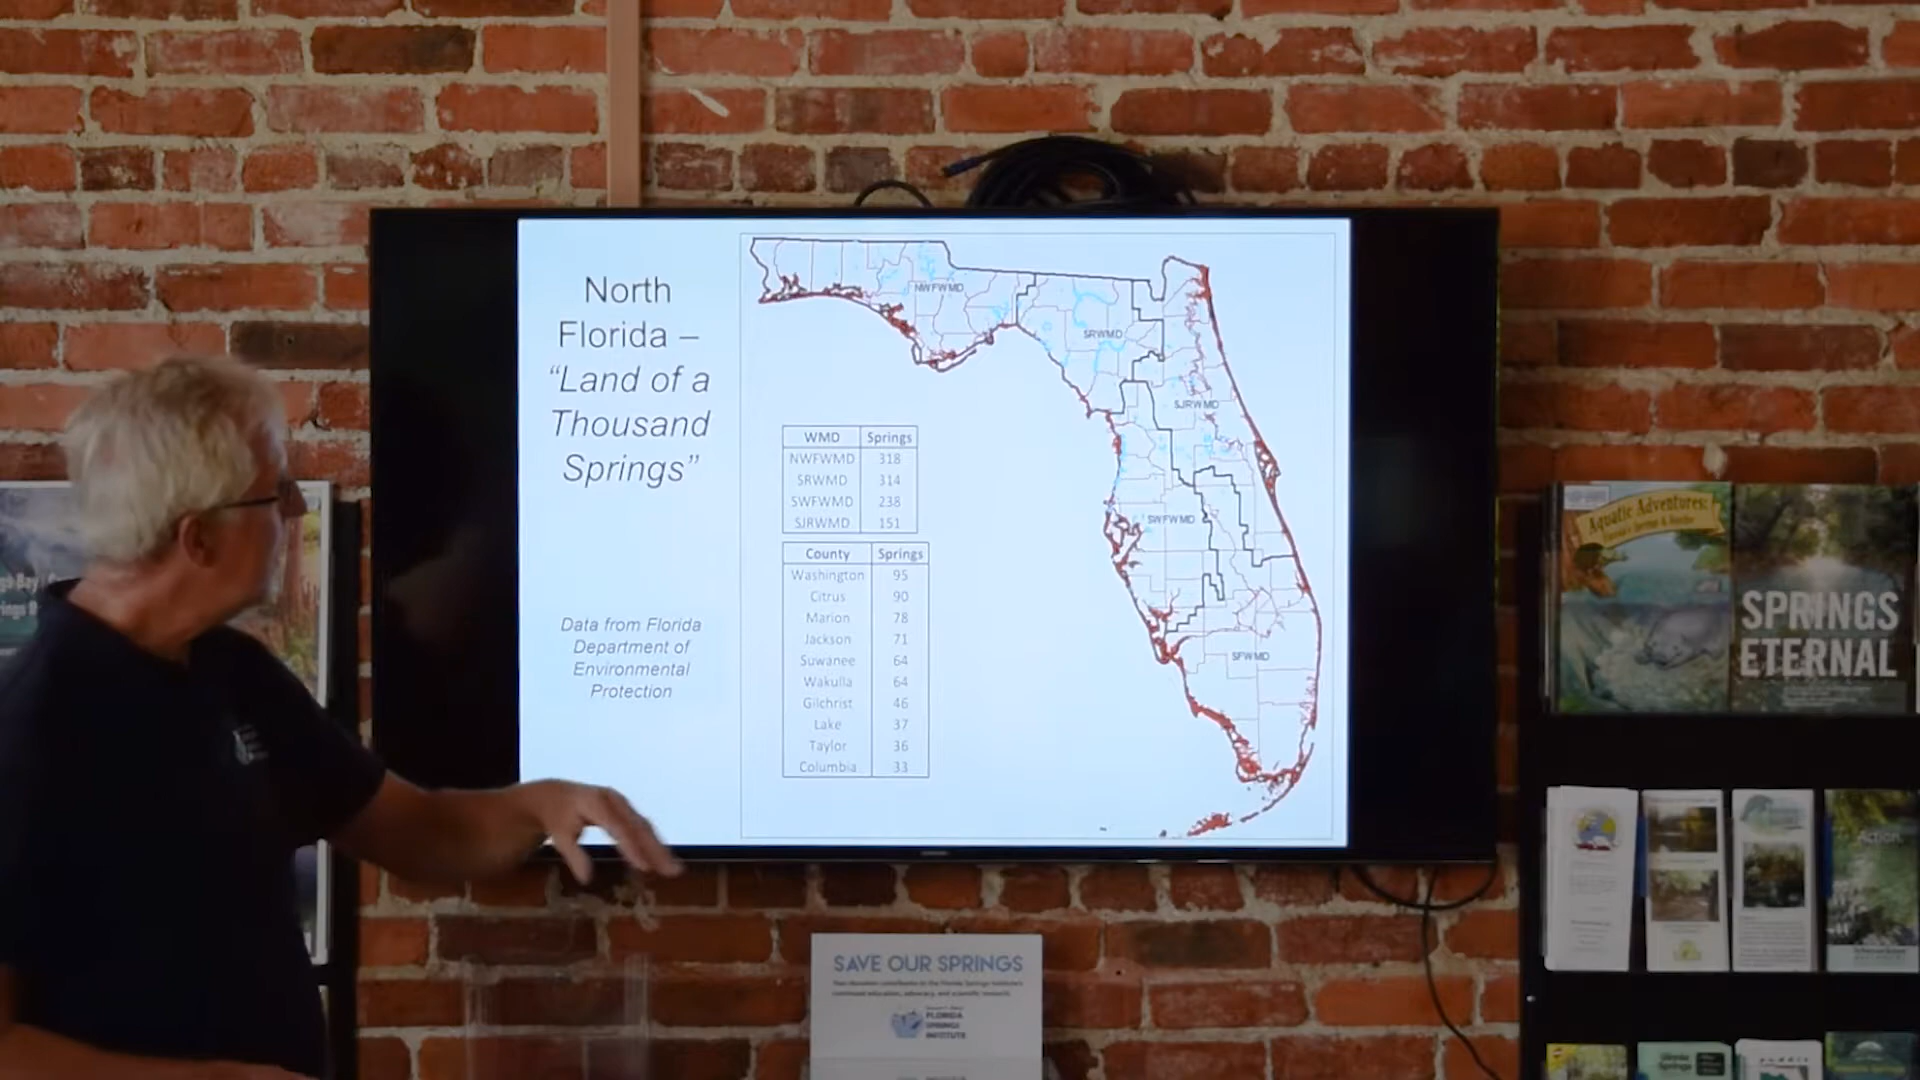 North
Florida –
“Land of a
Thousand
Springs”
Data from Florida
Department of
Environmental
Protection
NWFWMD
SRWMD
SJRWMD
SWFWMD
SFWMD
WMD Springs
NWFWMD 318
SRWMD 314
SWFWMD 238
SJRWMD 151
County Springs
Washington 95
Citrus 90
Marion 78
Jackson 71
Suwanee 64
Wakulla 64
Gilchrist 46
Lake 37
Taylor 36
Columbia 33
Aquatic Adventures:
SPRINGS
ETERNAL
Action
SAVE OUR SPRINGS
FLORIDA
SPRINGS
INSTITUTE